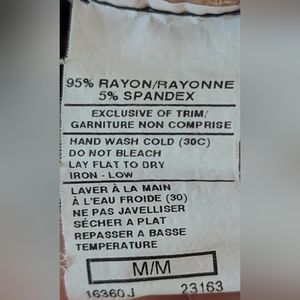 95% RAYON/RAYONNE
5% SPANDEX
EXCLUSIVE OF TRIM/
GARNITURE NON COMPRISE
HAND WASH COLD (30C)
DO NOT BLEACH
LAY FLAT TO DRY
IRON - LOW
LAVER À LA MAIN
À L'EAU FROIDE (30)
NE PAS JAVELLISER
SÉCHER A PLAT
REPASSER A BASSE
TEMPERATURE
M/M
16360J 23163